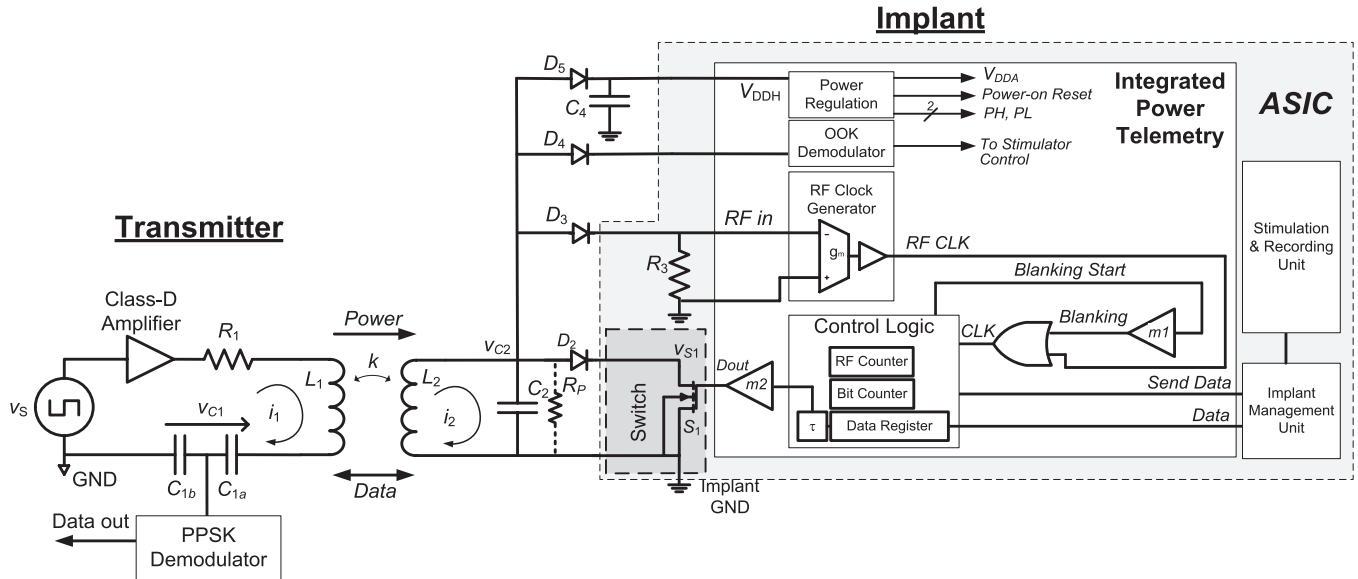 Implant
D5
C4
VDDH
Power
Regulation
VDDA
Power-on Reset
2
PH, PL
Integrated
Power
Telemetry
ASIC
D4
OOK
Demodulator
To Stimulator
Control
RF Clock
Generator
D3
RF in
R3
-
gm
+
RF CLK
Stimulation
& Recording
Unit
Transmitter
Class-D
Amplifier
R1
Power
k
L1
L2
i1
i2
vS
vC1
GND
C1b
C1a
Data
Data out
PPSK
Demodulator
vC2
D2
C2
RP
vS1
Switch
S1
Implant
GND
Dout
m2
Control Logic
RF Counter
Bit Counter
τ
Data Register
CLK
Blanking Start
Blanking
m1
Send Data
Data
Implant
Management
Unit